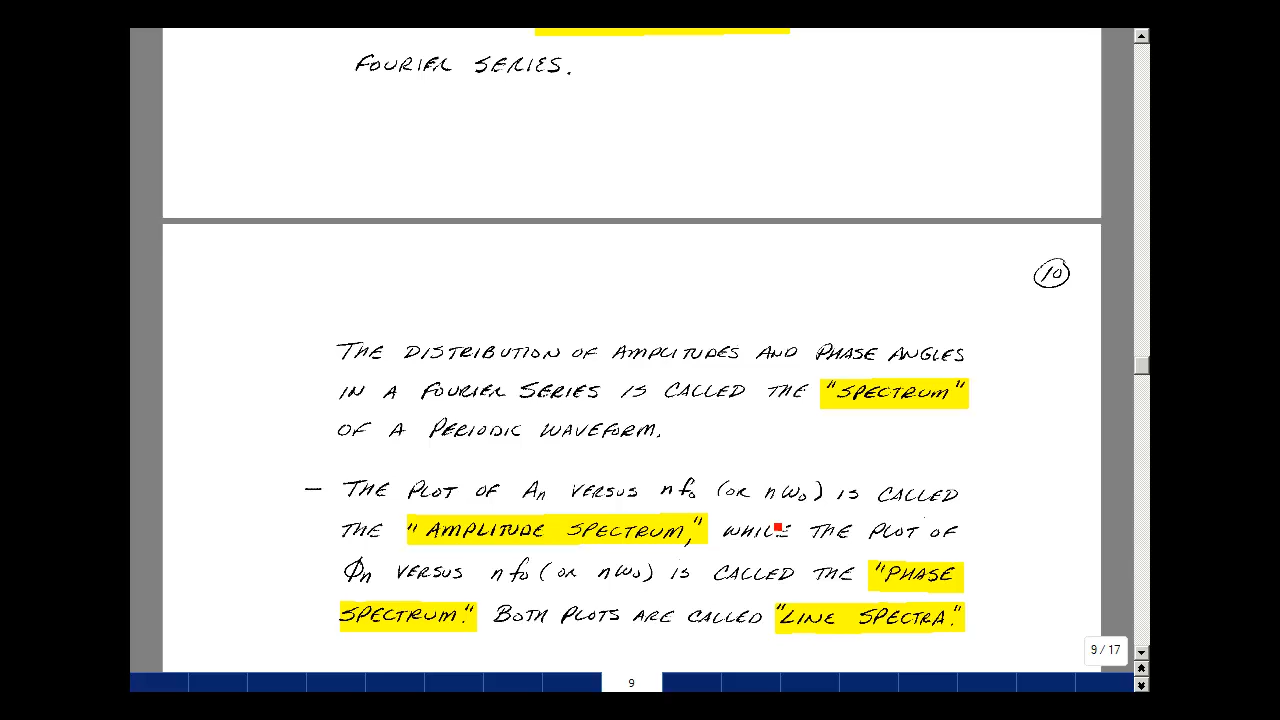 FOURIER SERIES.
10
THE DISTRIBUTION OF AMPLITUDES AND PHASE ANGLES
IN A FOURIER SERIES IS CALLED THE "SPECTRUM"
OF A PERIODIC WAVEFORM.
— THE PLOT OF Aₙ VERSUS nf₀ (OR nω₀) IS CALLED
THE "AMPLITUDE SPECTRUM," WHILE THE PLOT OF
ϕₙ VERSUS nf₀ (OR nω₀) IS CALLED THE "PHASE
SPECTRUM." BOTH PLOTS ARE CALLED "LINE SPECTRA."
9 / 17
9